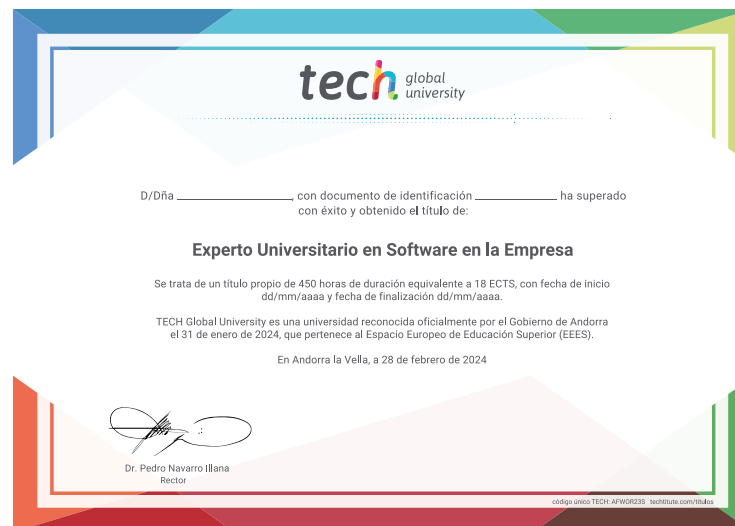 tech global university
D/Dña ____________________, con documento de identificación ______________ ha superado
con éxito y obtenido el título de:
Experto Universitario en Software en la Empresa
Se trata de un título propio de 450 horas de duración equivalente a 18 ECTS, con fecha de inicio
dd/mm/aaaa y fecha de finalización dd/mm/aaaa.
TECH Global University es una universidad reconocida oficialmente por el Gobierno de Andorra
el 31 de enero de 2024, que pertenece al Espacio Europeo de Educación Superior (EEES).
En Andorra la Vella, a 28 de febrero de 2024
Dr. Pedro Navarro Illana
Rector
código único TECH: AFWOR23S techtitute.com/titulos